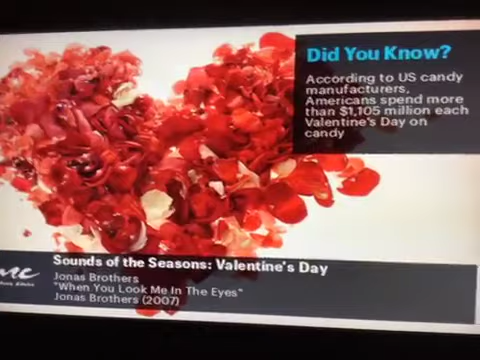 Did You Know?
According to US candy
manufacturers,
Americans spend more
than $1,105 million each
Valentine's Day on
candy
Sounds of the Seasons: Valentine's Day
Jonas Brothers
"When You Look Me In The Eyes"
Jonas Brothers (2007)